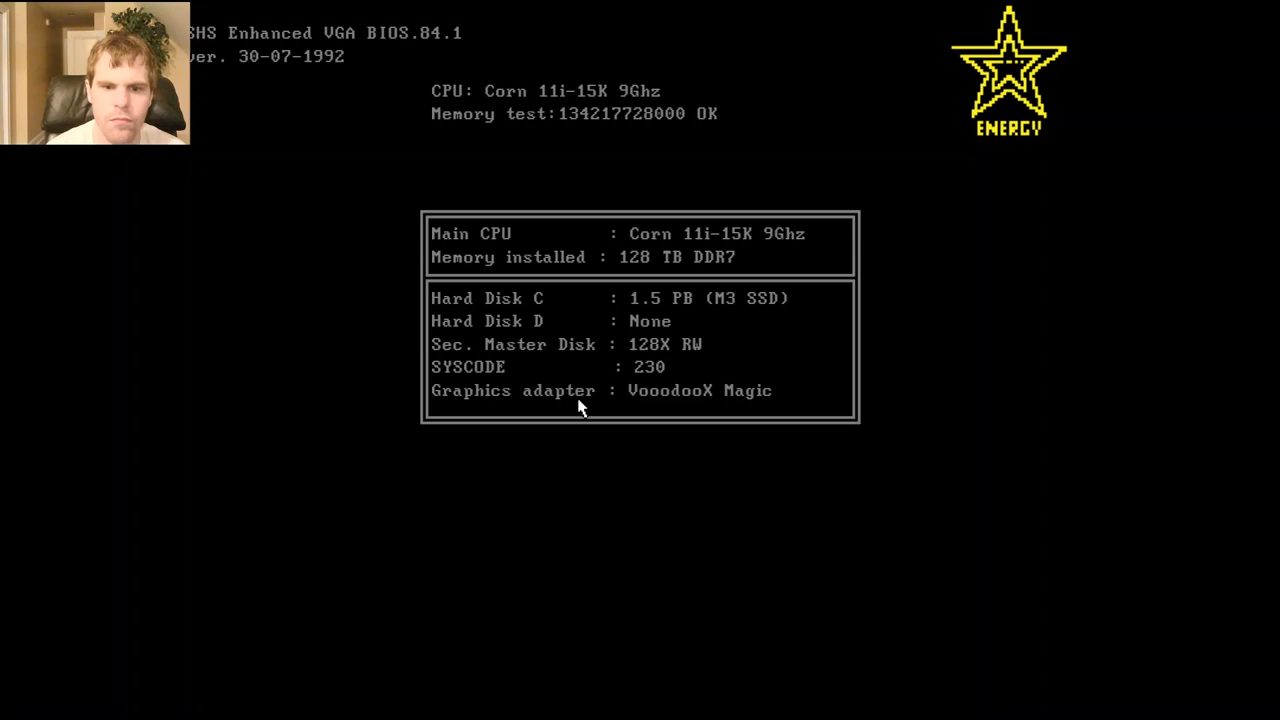 SHS Enhanced VGA BIOS.84.1
ver. 30-07-1992
CPU: Corn 11i-15K 9Ghz
Memory test:134217728000 OK
ENERGY
Main CPU : Corn 11i-15K 9Ghz
Memory installed : 128 TB DDR7
Hard Disk C : 1.5 PB (M3 SSD)
Hard Disk D : None
Sec. Master Disk : 128X RW
SYSCODE : 230
Graphics adapter : VooodooX Magic